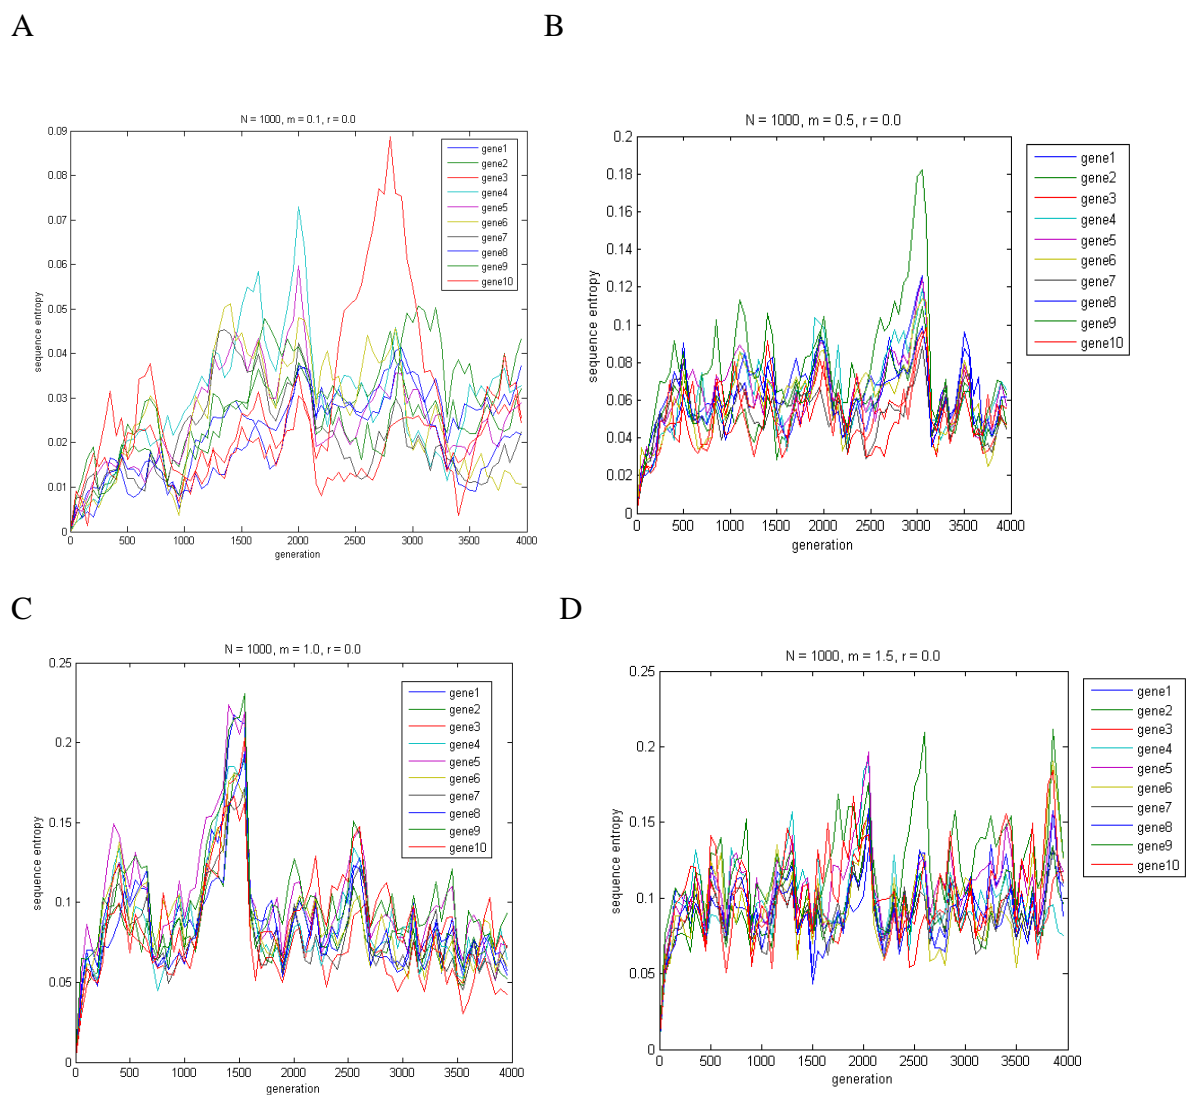 A
B
N = 1000, m = 0.1, r = 0.0
0.09
0.08
0.07
0.06
0.05
0.04
0.03
0.02
0.01
0
sequence entropy
0
500
1000
1500
2000
2500
3000
3500
4000
generation
gene1
gene2
gene3
gene4
gene5
gene6
gene7
gene8
gene9
gene10
N = 1000, m = 0.5, r = 0.0
0.2
0.18
0.16
0.14
0.12
0.1
0.08
0.06
0.04
0.02
0
sequence entropy
0
500
1000
1500
2000
2500
3000
3500
4000
generation
gene1
gene2
gene3
gene4
gene5
gene6
gene7
gene8
gene9
gene10
C
D
N = 1000, m = 1.0, r = 0.0
0.25
0.2
0.15
0.1
0.05
0
sequence entropy
0
500
1000
1500
2000
2500
3000
3500
4000
generation
gene1
gene2
gene3
gene4
gene5
gene6
gene7
gene8
gene9
gene10
N = 1000, m = 1.5, r = 0.0
0.25
0.2
0.15
0.1
0.05
0
sequence entropy
0
500
1000
1500
2000
2500
3000
3500
4000
generation
gene1
gene2
gene3
gene4
gene5
gene6
gene7
gene8
gene9
gene10